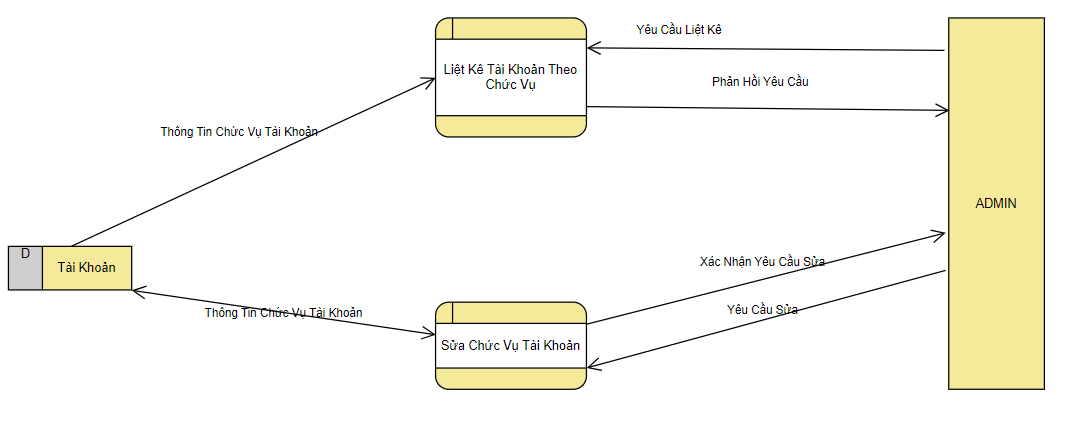 Yêu Cầu Liệt Kê
Liệt Kê Tài Khoản Theo
Chức Vụ
Phản Hồi Yêu Cầu
Thông Tin Chức Vụ Tài Khoản
ADMIN
D
Tài Khoản
Xác Nhận Yêu Cầu Sửa
Thông Tin Chức Vụ Tài Khoản
Yêu Cầu Sửa
Sửa Chức Vụ Tài Khoản